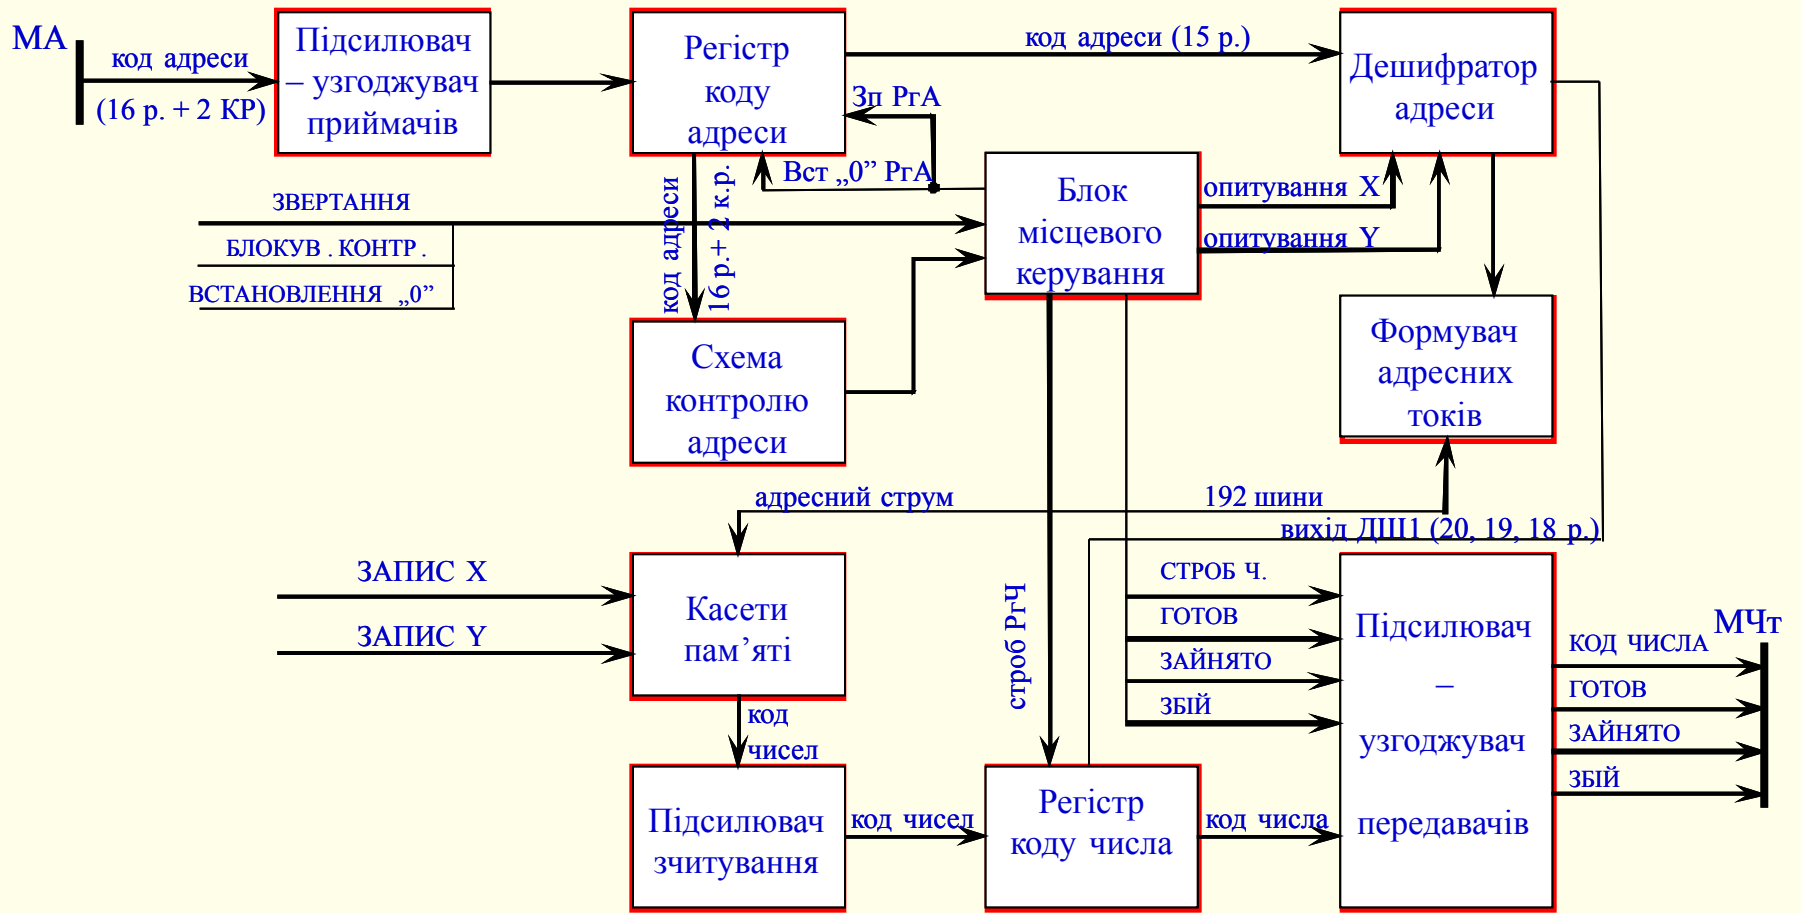 МА
код адреси
(16 р. + 2 КР)
Підсилювач
– узгоджувач
приймачів
Регістр
коду
адреси
код адреси (15 р.)
Дешифратор
адреси
Зп РгА
Вст „0” РгА
код адреси
16 р.+ 2 к.р.
ЗВЕРТАННЯ
БЛОКУВ . КОНТР .
ВСТАНОВЛЕННЯ „0”
Блок
місцевого
керування
опитування X
опитування Y
Схема
контролю
адреси
Формувач
адресних
токів
адресний струм
192 шини
вихід ДШ1 (20, 19, 18 р.)
ЗАПИС X
ЗАПИС Y
Касети
пам’яті
строб РгЧ
СТРОБ Ч.
ГОТОВ
ЗАЙНЯТО
ЗБІЙ
Підсилювач
–
узгоджувач
передавачів
МЧт
КОД ЧИСЛА
ГОТОВ
ЗАЙНЯТО
ЗБІЙ
код
чисел
Підсилювач
зчитування
код чисел
Регістр
коду числа
код числа